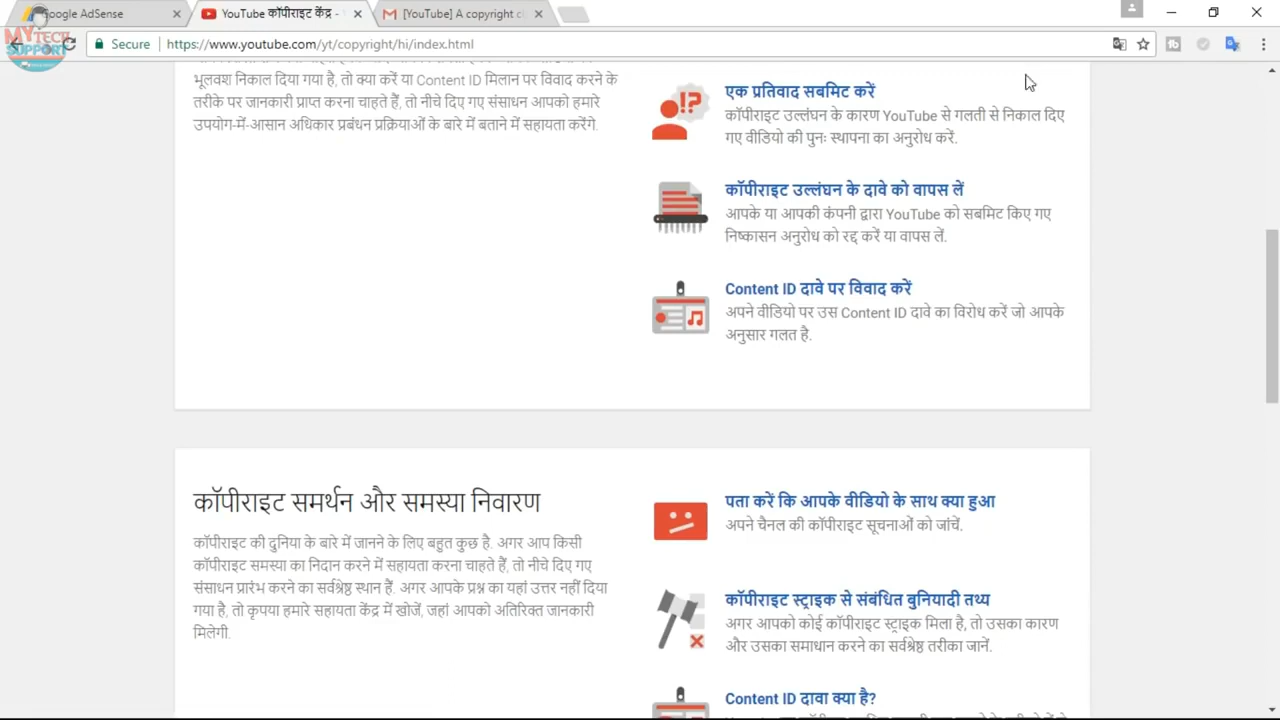 Google AdSense
YouTube कॉपीराइट केंद्र -
[YouTube] A copyright cl
MY TECH
SUPPORT
Secure
https://www.youtube.com/yt/copyright/hi/index.html
भूलवश निकाल दिया गया है, तो क्या करें या Content ID मिलान पर विवाद करने के
तरीके पर जानकारी प्राप्त करना चाहते हैं, तो नीचे दिए गए संसाधन आपको हमारे
उपयोग-में-आसान अधिकार प्रबंधन प्रक्रियाओं के बारे में बताने में सहायता करेंगे.
एक प्रतिवाद सबमिट करें
कॉपीराइट उल्लंघन के कारण YouTube से गलती से निकाल दिए
गए वीडियो की पुनः स्थापना का अनुरोध करें.
कॉपीराइट उल्लंघन के दावे को वापस लें
आपके या आपकी कंपनी द्वारा YouTube को सबमिट किए गए
निष्कासन अनुरोध को रद्द करें या वापस लें.
Content ID दावे पर विवाद करें
अपने वीडियो पर उस Content ID दावे का विरोध करें जो आपके
अनुसार गलत है.
कॉपीराइट समर्थन और समस्या निवारण
कॉपीराइट की दुनिया के बारे में जानने के लिए बहुत कुछ है. अगर आप किसी
कॉपीराइट समस्या का निदान करने में सहायता करना चाहते हैं, तो नीचे दिए गए
संसाधन प्रारंभ करने का सर्वश्रेष्ठ स्थान हैं. अगर आपके प्रश्न का यहां उत्तर नहीं दिया
गया है, तो कृपया हमारे सहायता केंद्र में खोजें, जहां आपको अतिरिक्त जानकारी
मिलेगी.
पता करें कि आपके वीडियो के साथ क्या हुआ
अपने चैनल की कॉपीराइट सूचनाओं को जांचें.
कॉपीराइट स्ट्राइक से संबंधित बुनियादी तथ्य
अगर आपको कोई कॉपीराइट स्ट्राइक मिला है, तो उसका कारण
और उसका समाधान करने का सर्वश्रेष्ठ तरीका जानें.
Content ID दावा क्या है?